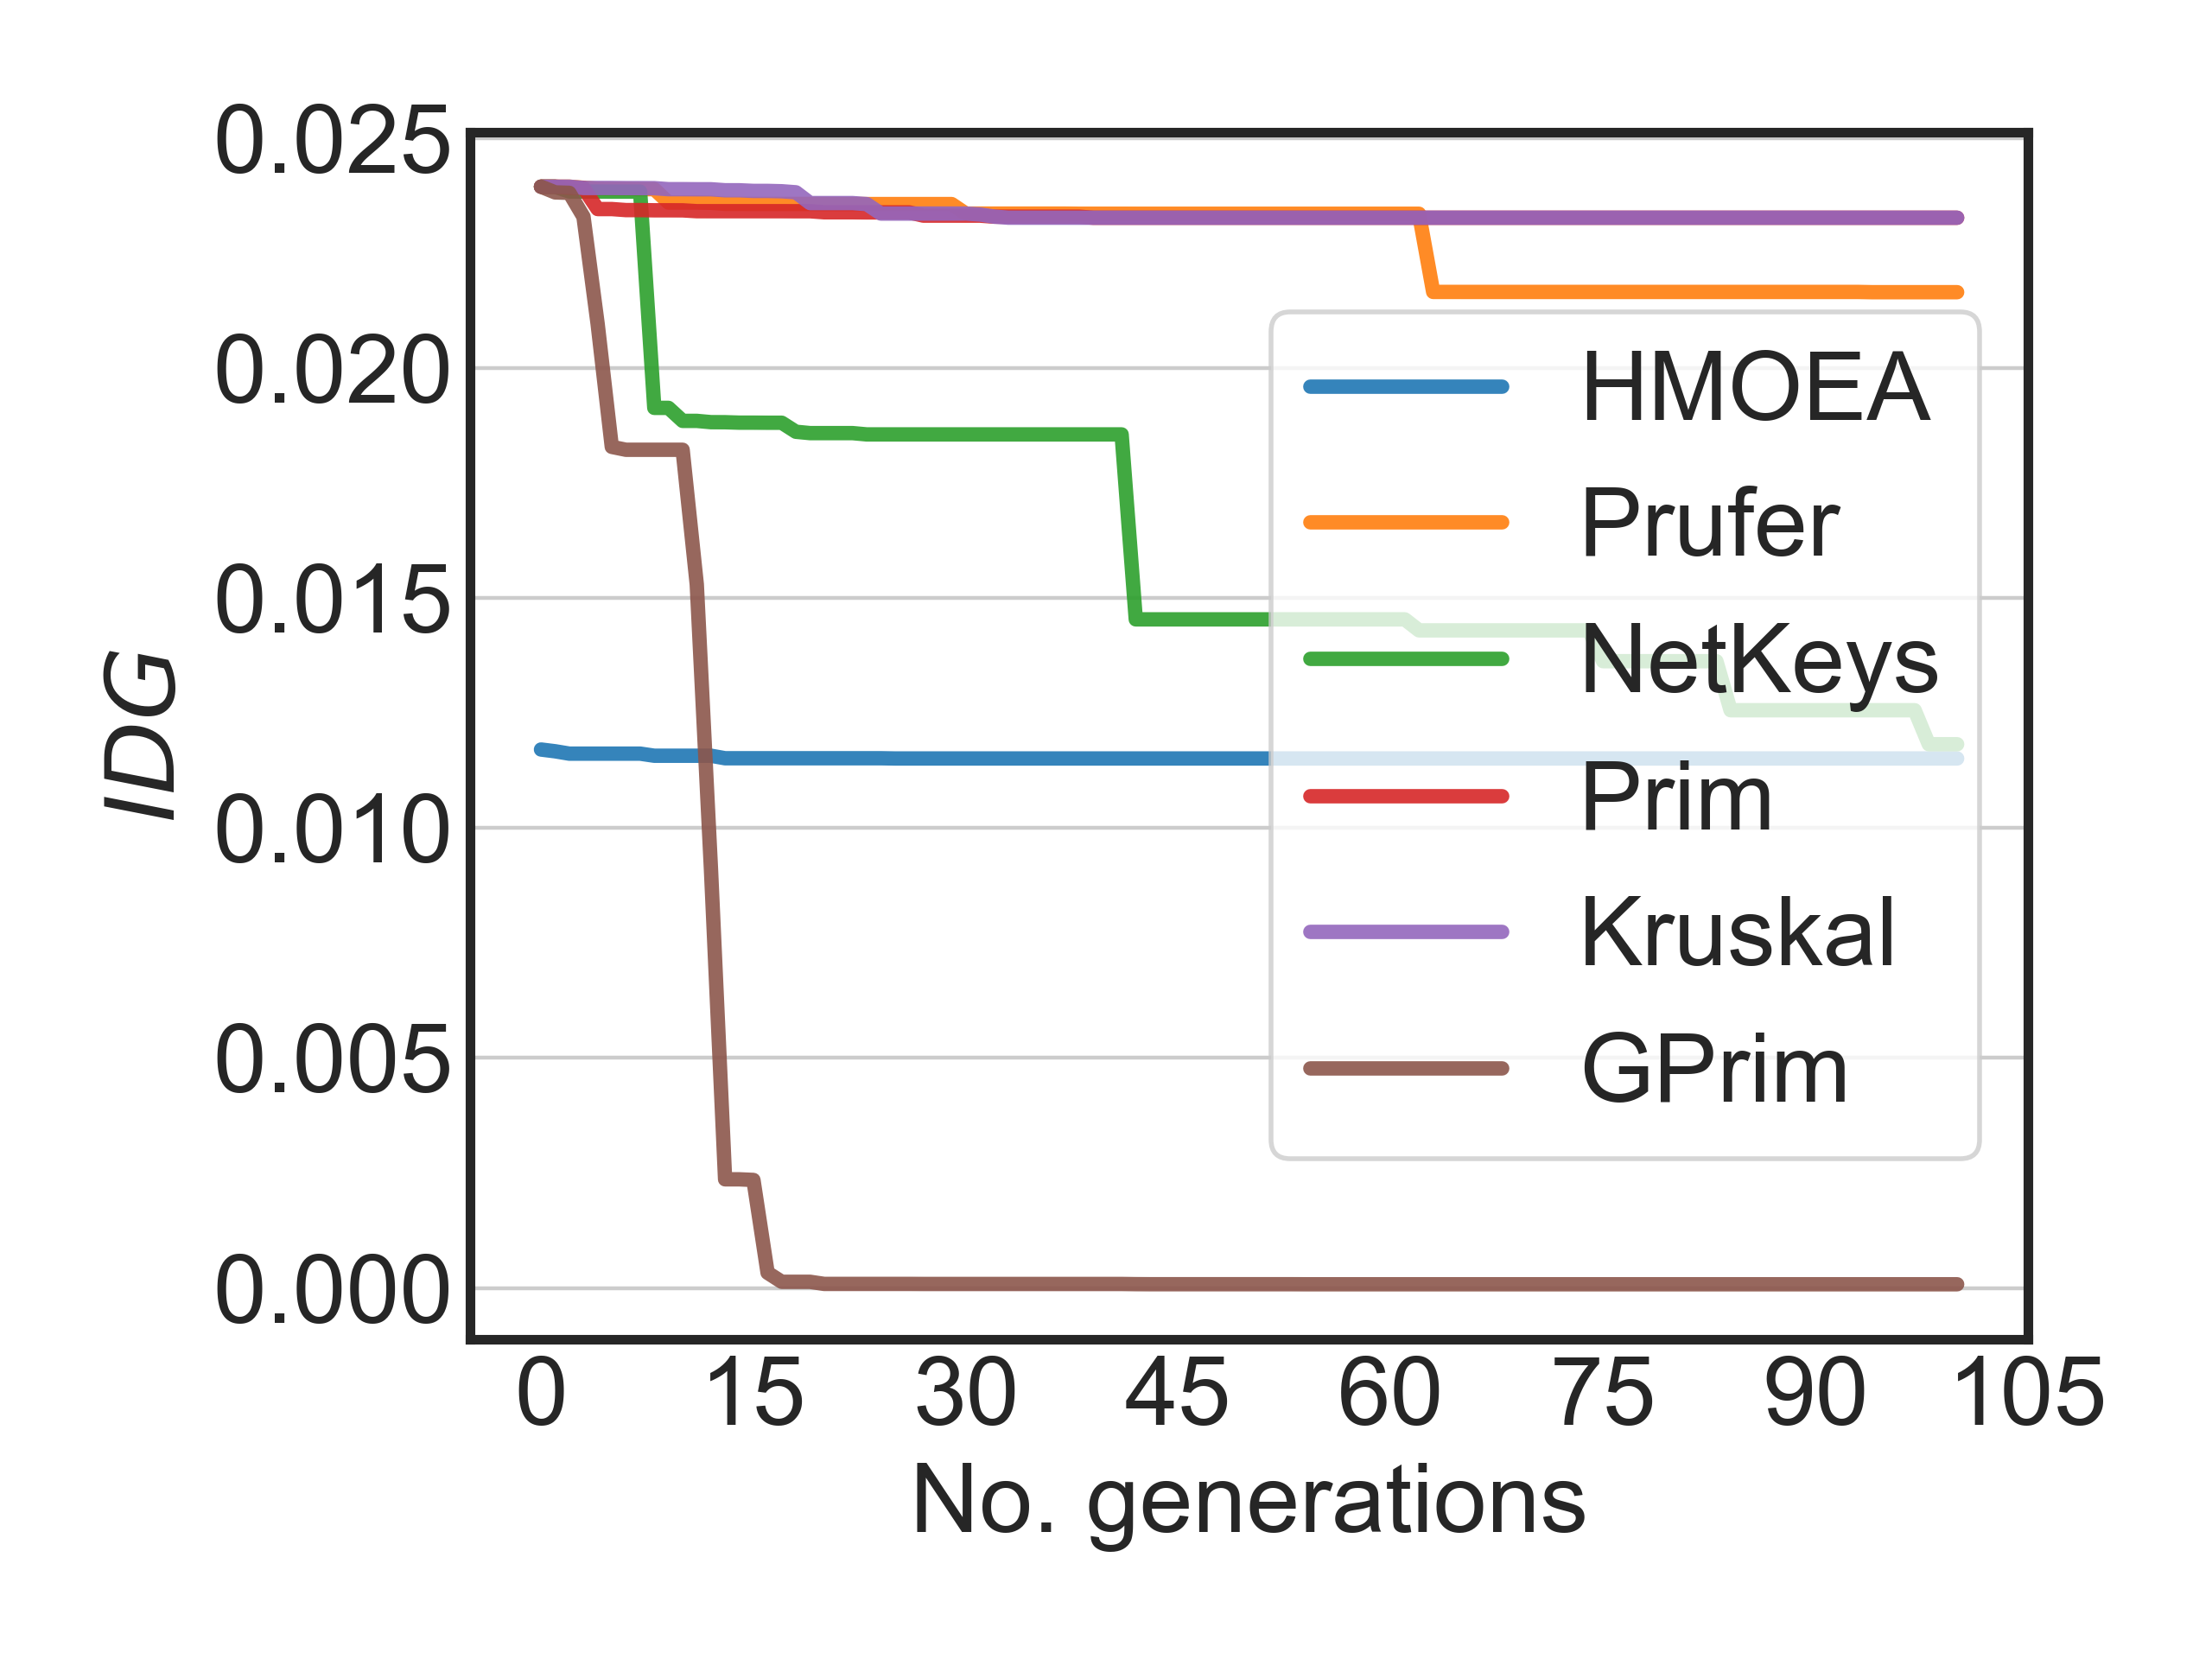 0.025
0.020
0.015
0.010
0.005
0.000
IDG
HMOEA
Prufer
NetKeys
Prim
Kruskal
GPrim
0 15 30 45 60 75 90 105
No. generations